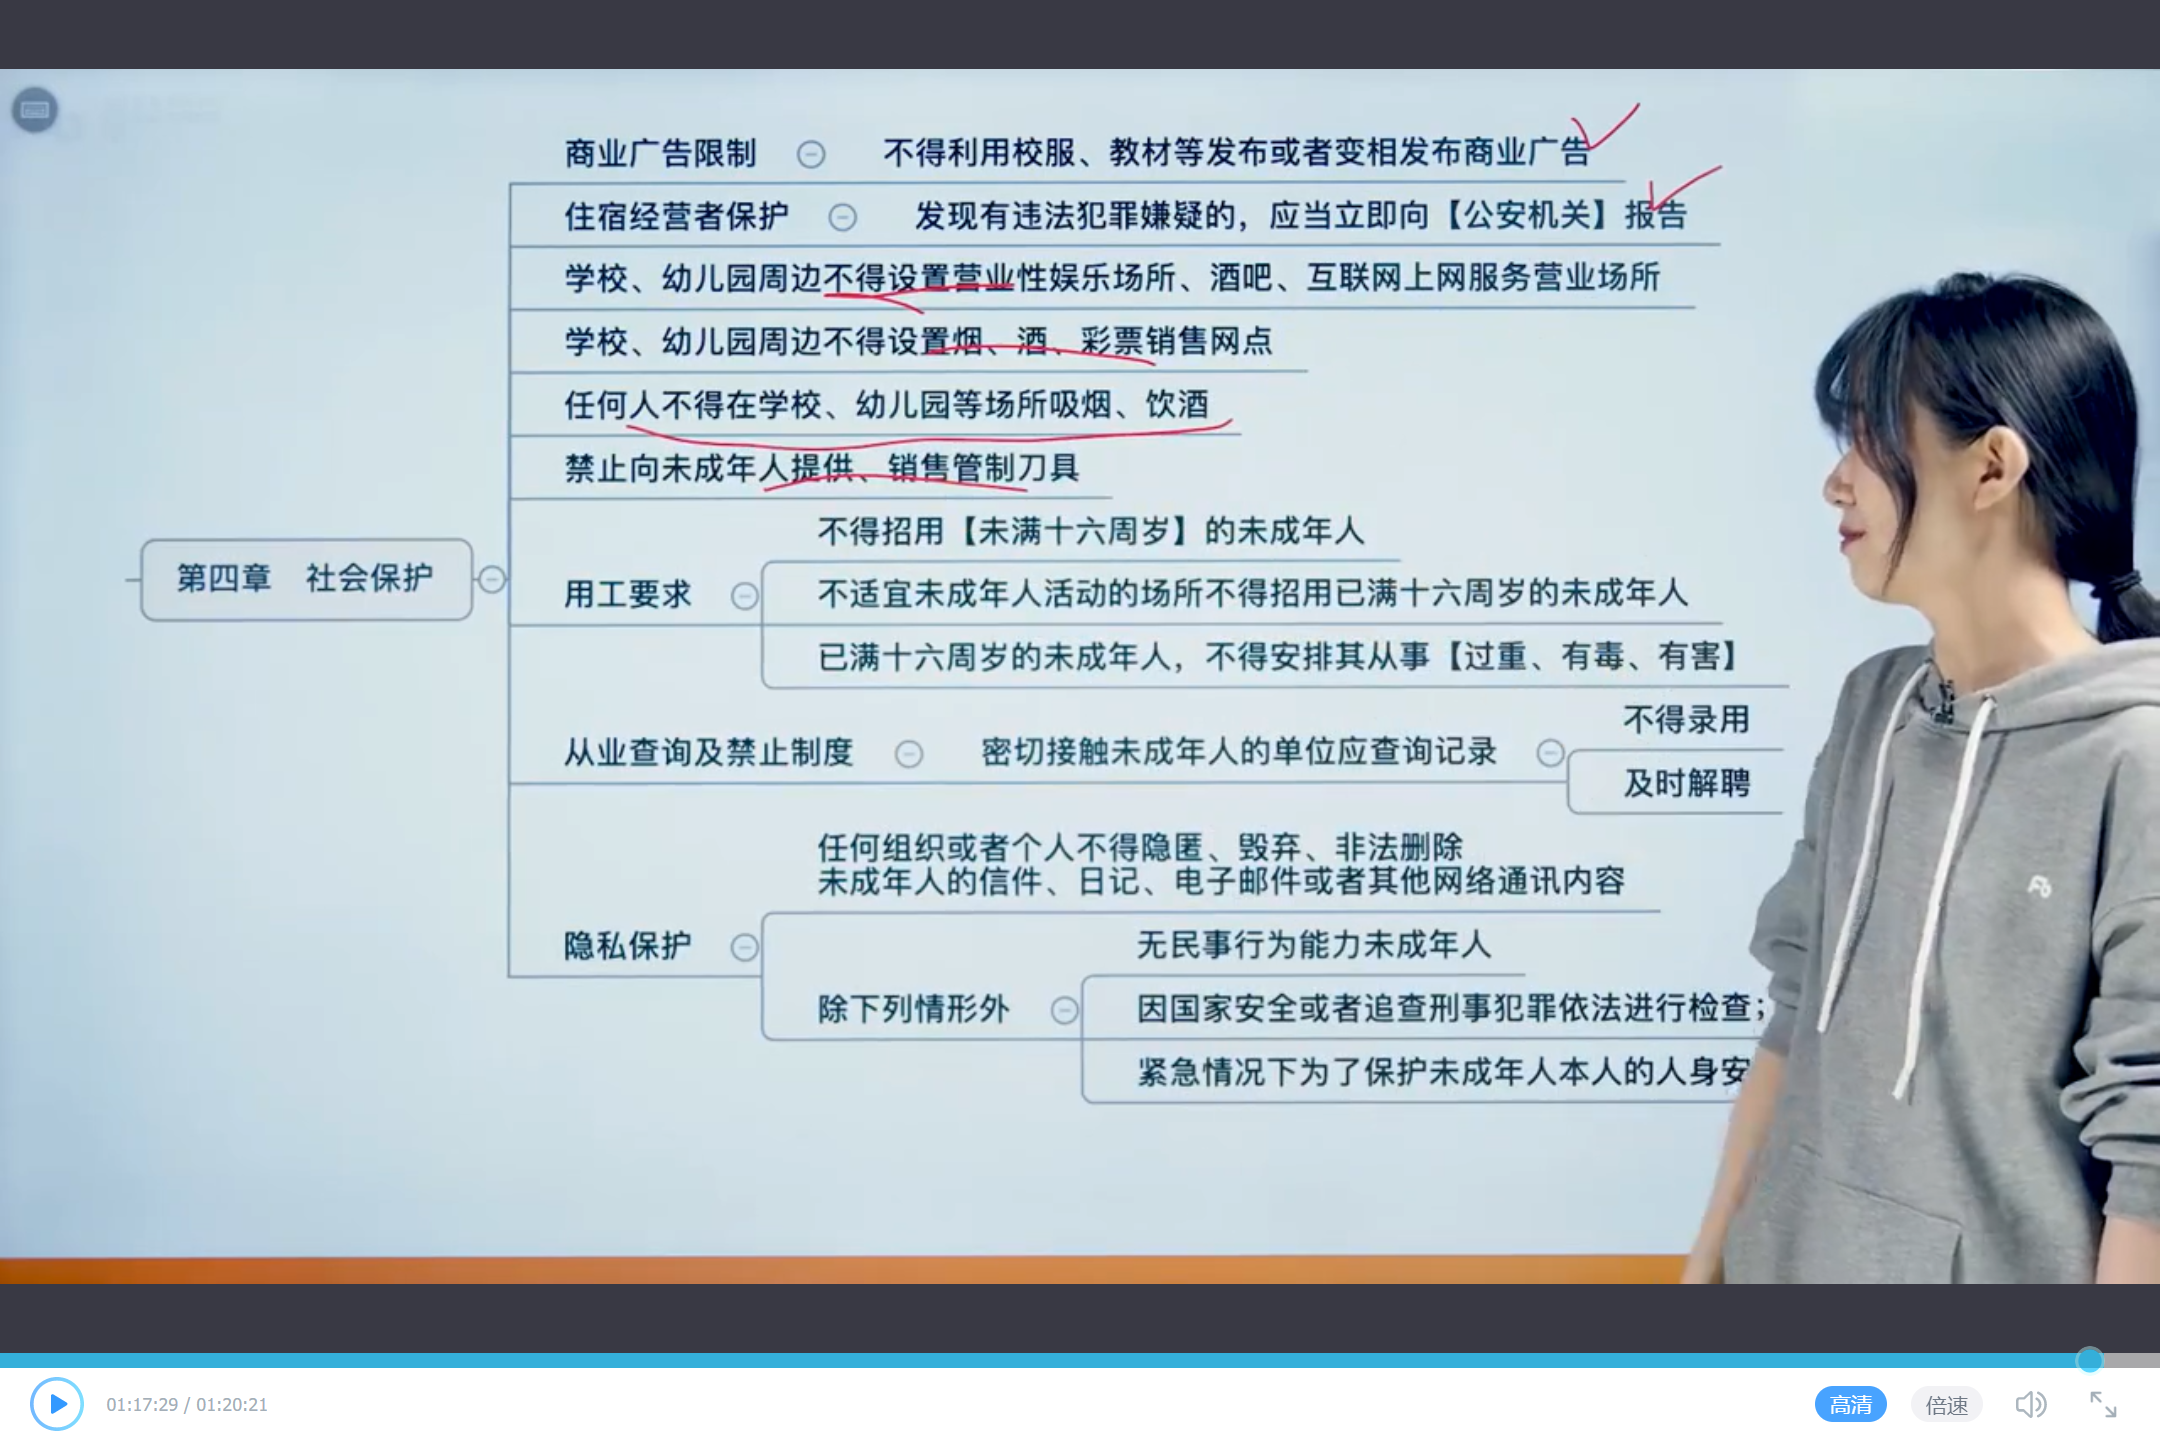 商业广告限制 不得利用校服、教材等发布或者变相发布商业广告
住宿经营者保护 发现有违法犯罪嫌疑的，应当立即向【公安机关】报告
学校、幼儿园周边不得设置营业性娱乐场所、酒吧、互联网上网服务营业场所
学校、幼儿园周边不得设置烟、酒、彩票销售网点
任何人不得在学校、幼儿园等场所吸烟、饮酒
禁止向未成年人提供、销售管制刀具
第四章 社会保护
用工要求
不得招用【未满十六周岁】的未成年人
不适宜未成年人活动的场所不得招用已满十六周岁的未成年人
已满十六周岁的未成年人，不得安排其从事【过重、有毒、有害】
从业查询及禁止制度 密切接触未成年人的单位应查询记录
不得录用
及时解聘
隐私保护
任何组织或者个人不得隐匿、毁弃、非法删除
未成年人的信件、日记、电子邮件或者其他网络通讯内容
除下列情形外
无民事行为能力未成年人
因国家安全或者追查刑事犯罪依法进行检查；
紧急情况下为了保护未成年人本人的人身安
01:17:29 / 01:20:21
高清
倍速